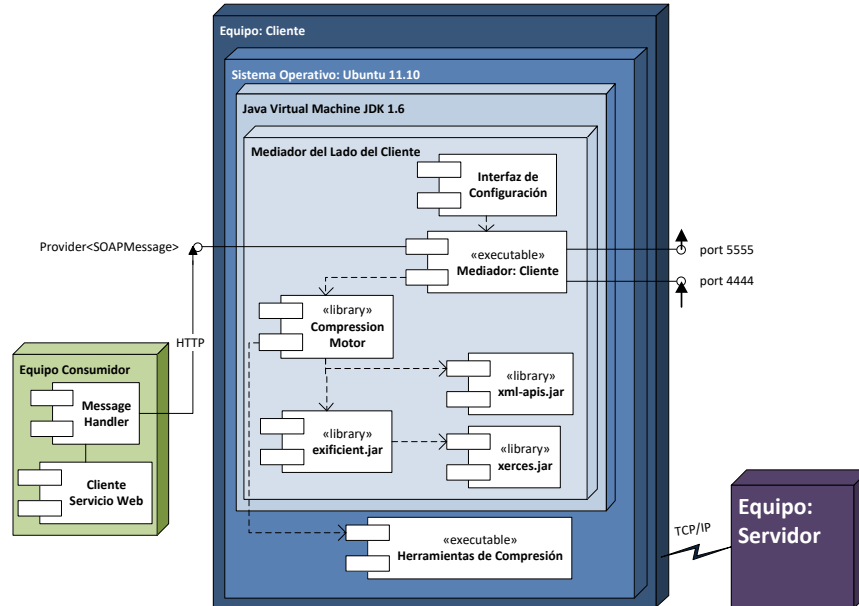 Equipo: Cliente
Sistema Operativo: Ubuntu 11.10
Java Virtual Machine JDK 1.6
Mediador del Lado del Cliente
Interfaz de
Configuración
Provider<SOAPMessage>
«executable»
Mediador: Cliente
port 5555
port 4444
«library»
Compression
Motor
HTTP
Equipo Consumidor
Message
Handler
«library»
xml-apis.jar
«library»
exificient.jar
«library»
xerces.jar
Cliente
Servicio Web
«executable»
Herramientas de Compresión
TCP/IP
Equipo:
Servidor